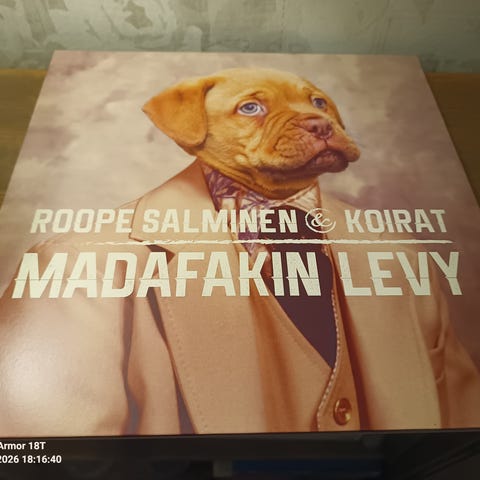 ROOPE SALMINEN & KOIRAT
MADAFAKIN LEVY
Armor 18T
2026 18:16:40